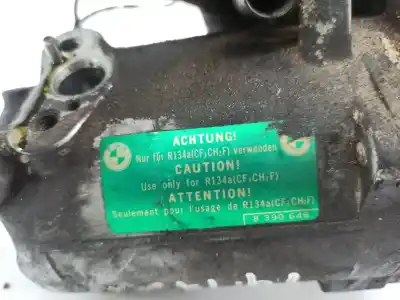 ACHTUNG!
Nur für R134a(CF₃CH₂F) verwenden
CAUTION!
Use only for R134a(CF₃CH₂F)
ATTENTION!
Seulement pour l'usage de R134a(CF₃CH₂F)
8 390 646